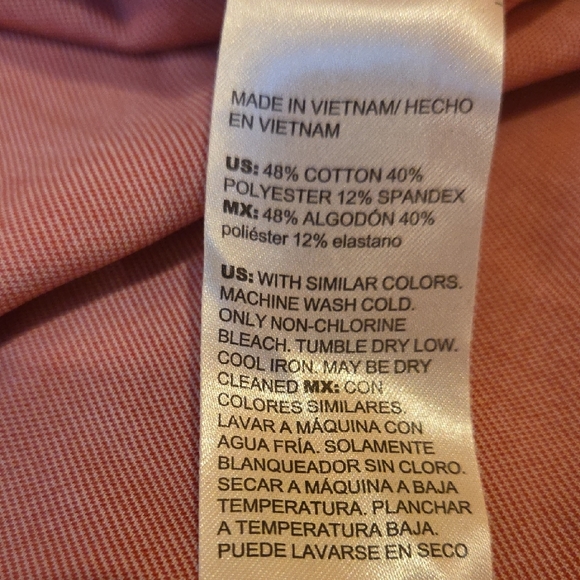 MADE IN VIETNAM/ HECHO
EN VIETNAM
US: 48% COTTON 40%
POLYESTER 12% SPANDEX
MX: 48% ALGODÓN 40%
poliéster 12% elastano
US: WITH SIMILAR COLORS.
MACHINE WASH COLD.
ONLY NON-CHLORINE
BLEACH. TUMBLE DRY LOW.
COOL IRON. MAY BE DRY
CLEANED MX: CON
COLORES SIMILARES.
LAVAR A MÁQUINA CON
AGUA FRÍA. SOLAMENTE
BLANQUEADOR SIN CLORO.
SECAR A MÁQUINA A BAJA
TEMPERATURA. PLANCHAR
A TEMPERATURA BAJA.
PUEDE LAVARSE EN SECO